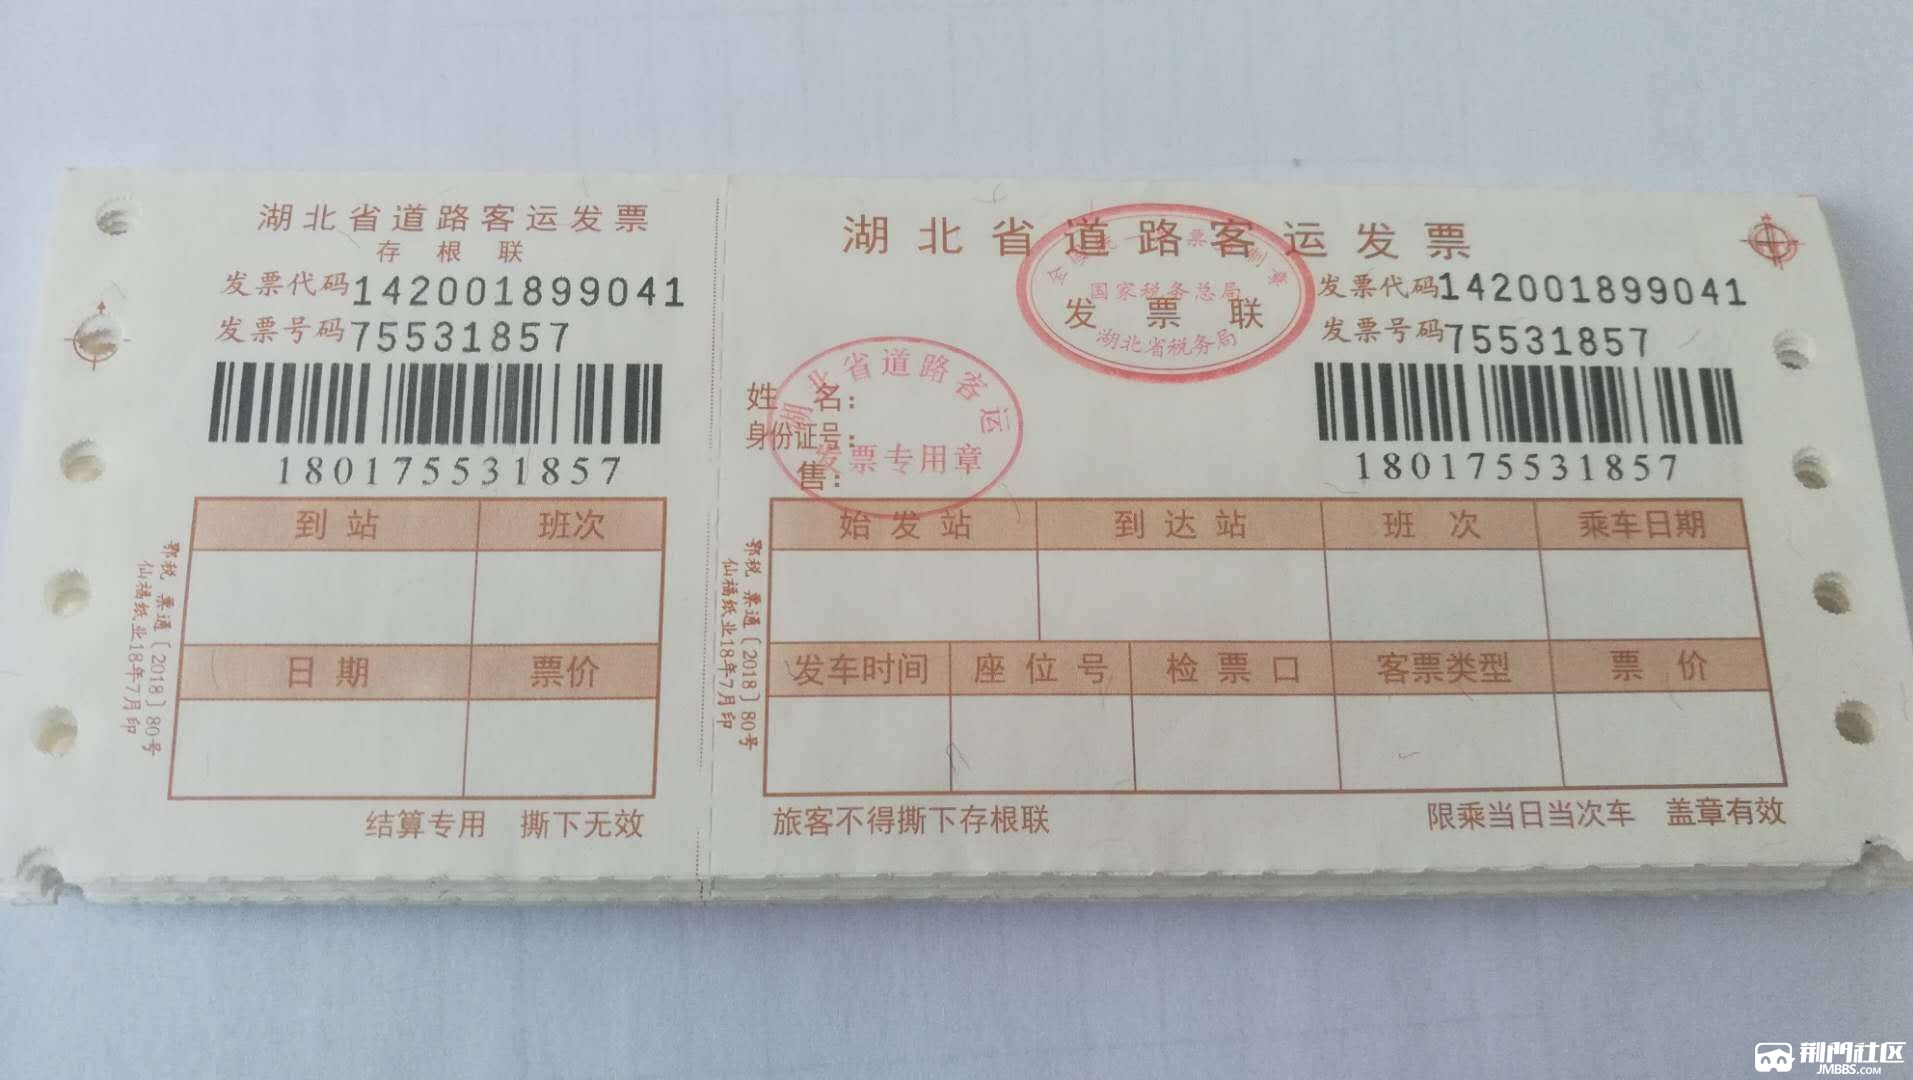 湖北省道路客运发票
存根联
发票代码142001899041
发票号码75531857
180175531857
到站 班次
日期 票价
结算专用 撕下无效
鄂税 票通〔2018〕80号
仙福纸业18年7月印
湖北省道路客运发票
发票联
国家税务总局
湖北省税务局
发票代码142001899041
发票号码75531857
180175531857
姓名:
身份证号:
售:
湖北省道路客运
发票专用章
始发站 到达站 班次 乘车日期
发车时间 座位号 检票口 客票类型 票价
旅客不得撕下存根联 限乘当日当次车 盖章有效
鄂税 票通〔2018〕80号
仙福纸业18年7月印
荆門社区
JMBBS.COM